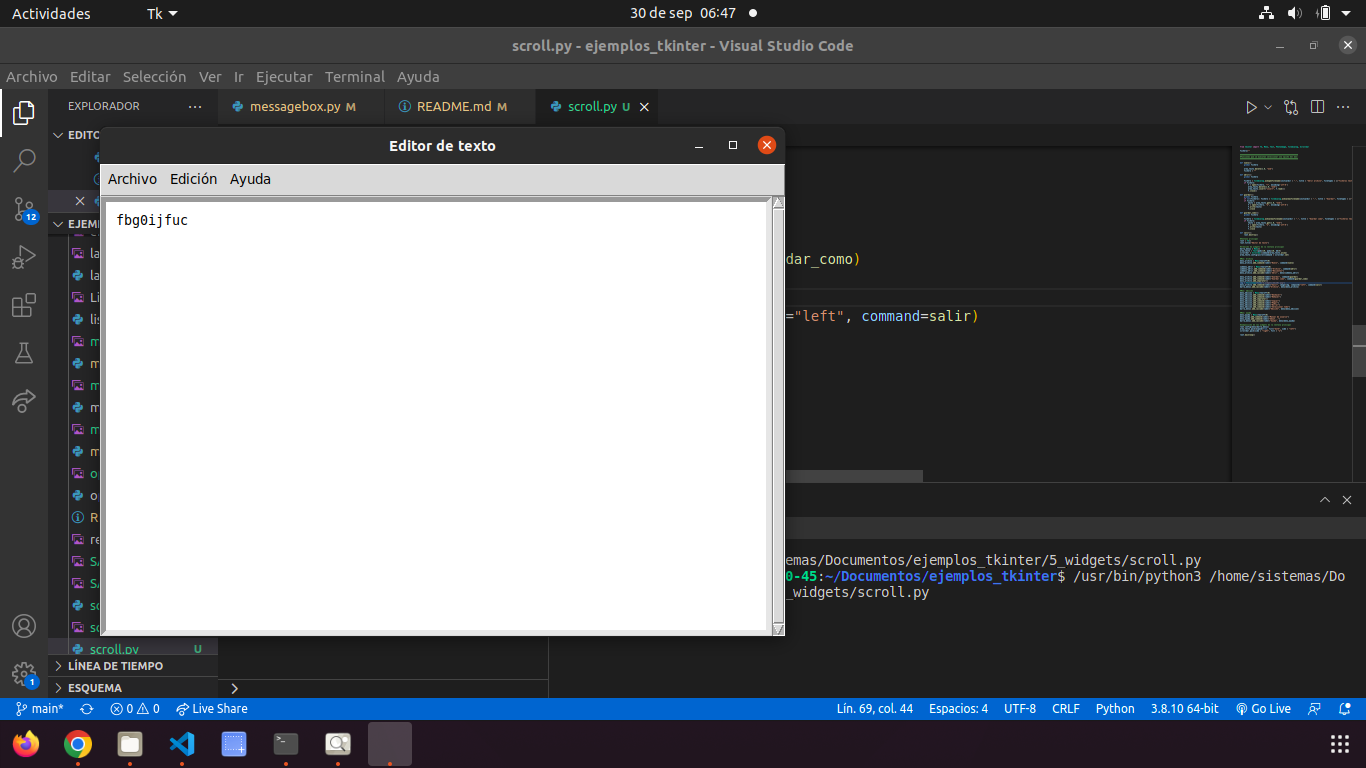 Actividades
Tk
30 de sep 06:47
scroll.py - ejemplos_tkinter - Visual Studio Code
Archivo Editar Selección Ver Ir Ejecutar Terminal Ayuda
EXPLORADOR
messagebox.py M
README.md M
scroll.py U
Editor de texto
Archivo Edición Ayuda
fbg0ijfuc
dar_como)
="left", command=salir)
emas/Documentos/ejemplos_tkinter/5_widgets/scroll.py
0-45:~/Documentos/ejemplos_tkinter$ /usr/bin/python3 /home/sistemas/Do
_widgets/scroll.py
12
EDITO
EJEM
la
la
Li
lis
m
m
m
m
m
m
o
op
R
re
SA
SA
sc
sc
scroll.py U
LÍNEA DE TIEMPO
ESQUEMA
1
main*
0 0
Live Share
Lín. 69, col. 44
Espacios: 4
UTF-8
CRLF
Python
3.8.10 64-bit
Go Live